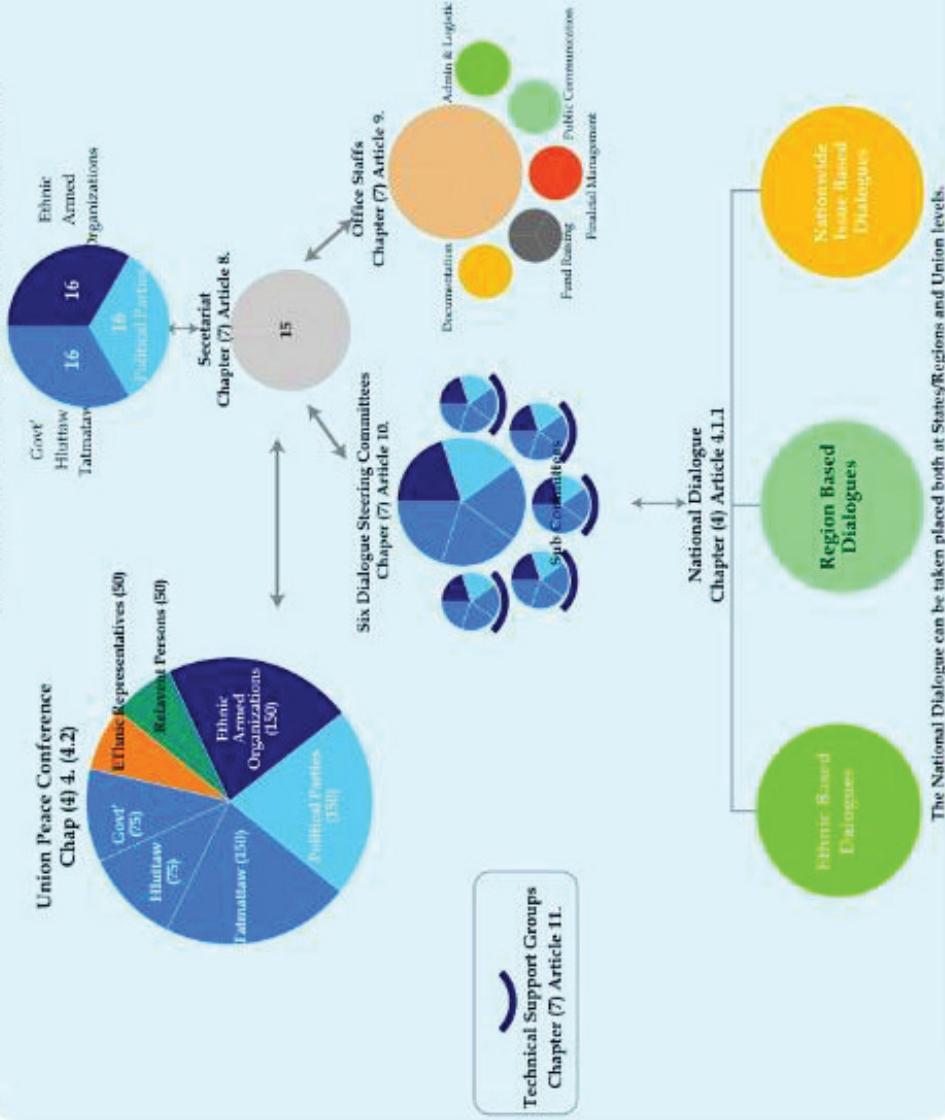 Ethnic
Armed
Organizations
16
16
16
Political Parties
Govt'
Hluttaw
Tatmataw
Union Peace Conference
Chap (4) 4. (4.2)
EThnic Representatives (50)
Relavent Persons (50)
Ethnic
Armed
Organizations
(150)
Political Parties
(150)
Tatmattaw (150)
Hluttaw
(75)
Govt'
(75)
Secetariat
Chapter (7) Article 8.
15
Office Staffs
Chapter (7) Article 9.
Documentation
Fund Raising
Public Communication
Admin & Logistic
Six Dialogue Steering Committees
Chaper (7) Article 10.
Sub Committees
Technical Support Groups
Chapter (7) Article 11.
National Dialogue
Chapter (4) Article 4.1.1
Ethnic Based
Dialogues
Region Based
Dialogues
Nationwide
Issue Based
Dialogues
The National Dialogue can be taken placed both at States/Regions and Union levels.